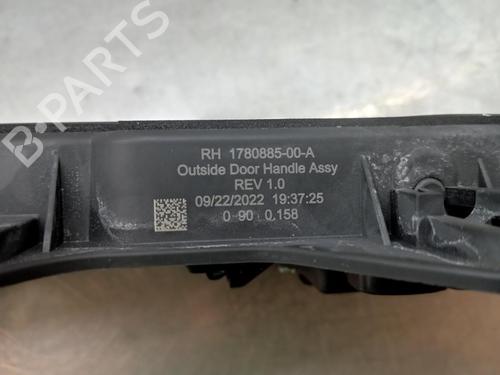 RH 1780885-00-A
Outside Door Handle Assy
REV 1.0
09/22/2022 19:37:25
0 90 0,158
B-PARTS